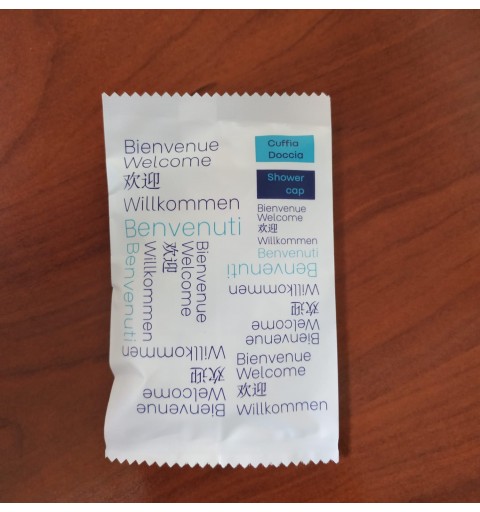 Bienvenue
Welcome
欢迎
Willkommen
Benvenuti
Cuffia
Doccia
Shower
cap
Bienvenue
Welcome
欢迎
Willkommen
Benvenuti
Benvenuti
Willkommen
欢迎
Welcome
Bienvenue
Bienvenue
Welcome
欢迎
Willkommen
Benvenuti
Willkommen
欢迎
Welcome
Bienvenue
Bienvenue
Welcome
欢迎
Willkommen